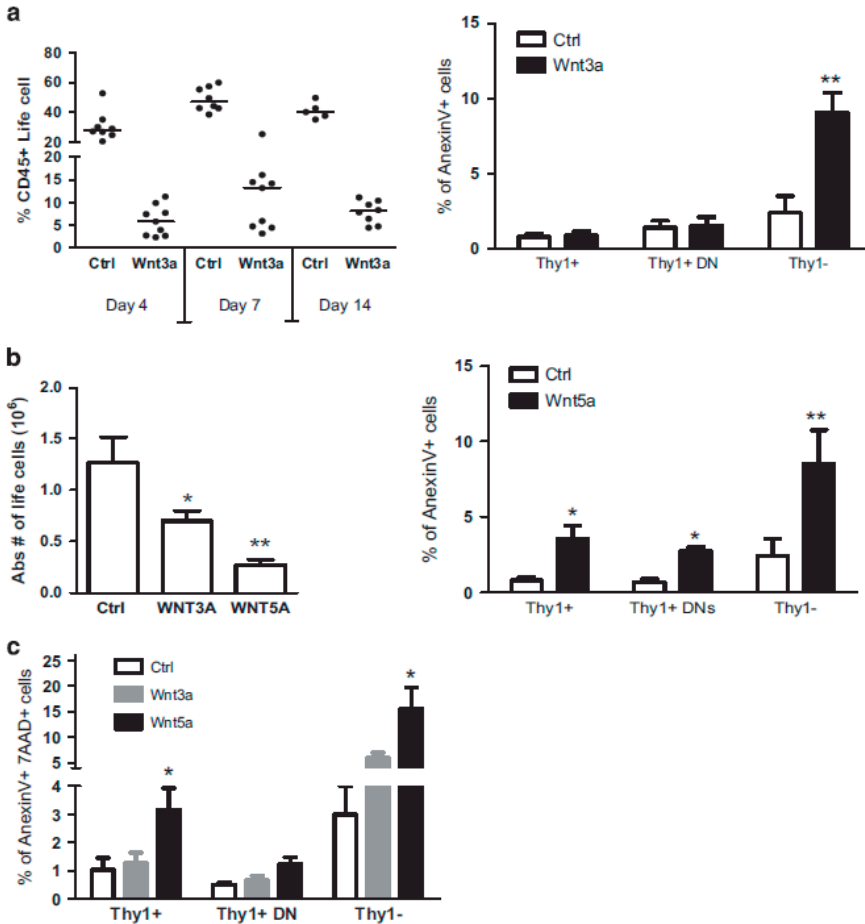 a
% CD45+ Life cell
80
60
40
20
20
15
10
5
0
Ctrl Wnt3a Ctrl Wnt3a Ctrl Wnt3a
Day 4 Day 7 Day 14
% of AnexinV+ cells
15
10
5
0
Ctrl
Wnt3a
**
Thy1+ Thy1+ DN Thy1-
b
Abs # of life cells (10⁶)
2.0
1.5
1.0
0.5
0.0
*
**
Ctrl WNT3A WNT5A
% of AnexinV+ cells
15
10
5
0
Ctrl
Wnt5a
*
*
**
Thy1+ Thy1+ DNs Thy1-
c
% of AnexinV+ 7AAD+ cells
25
20
15
10
5
4
3
2
1
0
Ctrl
Wnt3a
Wnt5a
*
*
Thy1+ Thy1+ DN Thy1-